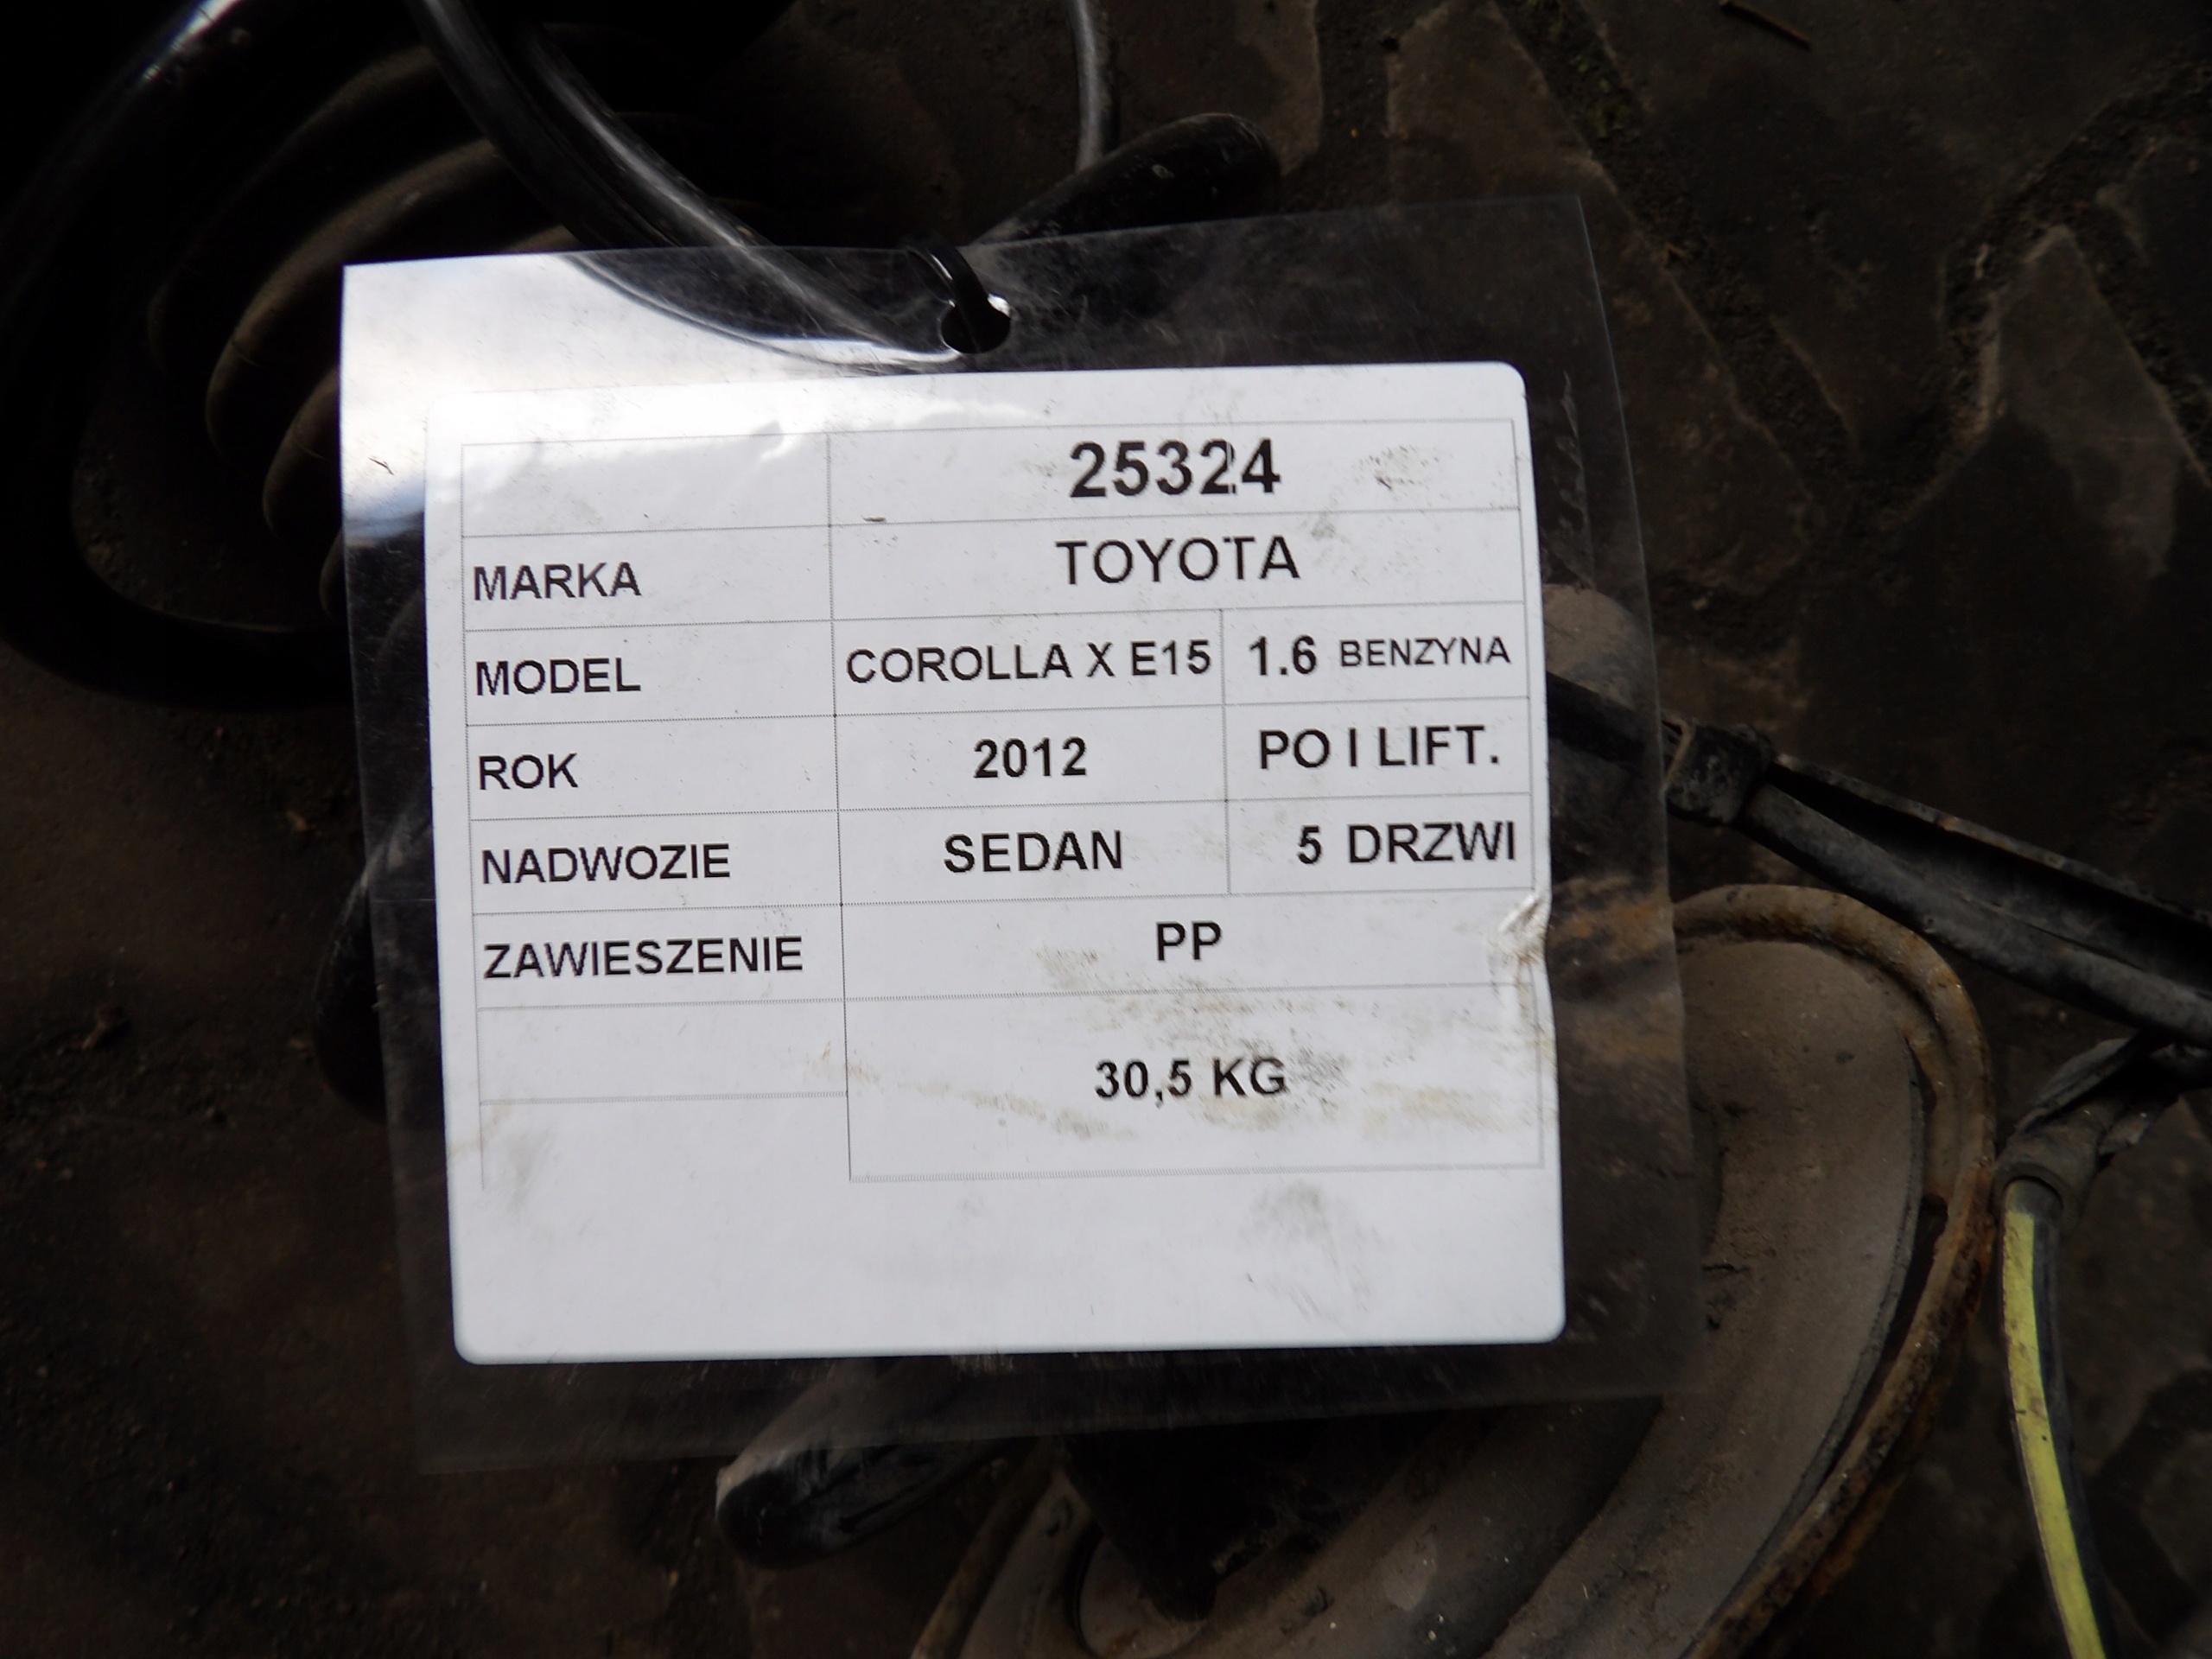 25324
MARKA TOYOTA
MODEL COROLLA X E15 1.6 BENZYNA
ROK 2012 PO I LIFT.
NADWOZIE SEDAN 5 DRZWI
ZAWIESZENIE PP
30,5 KG